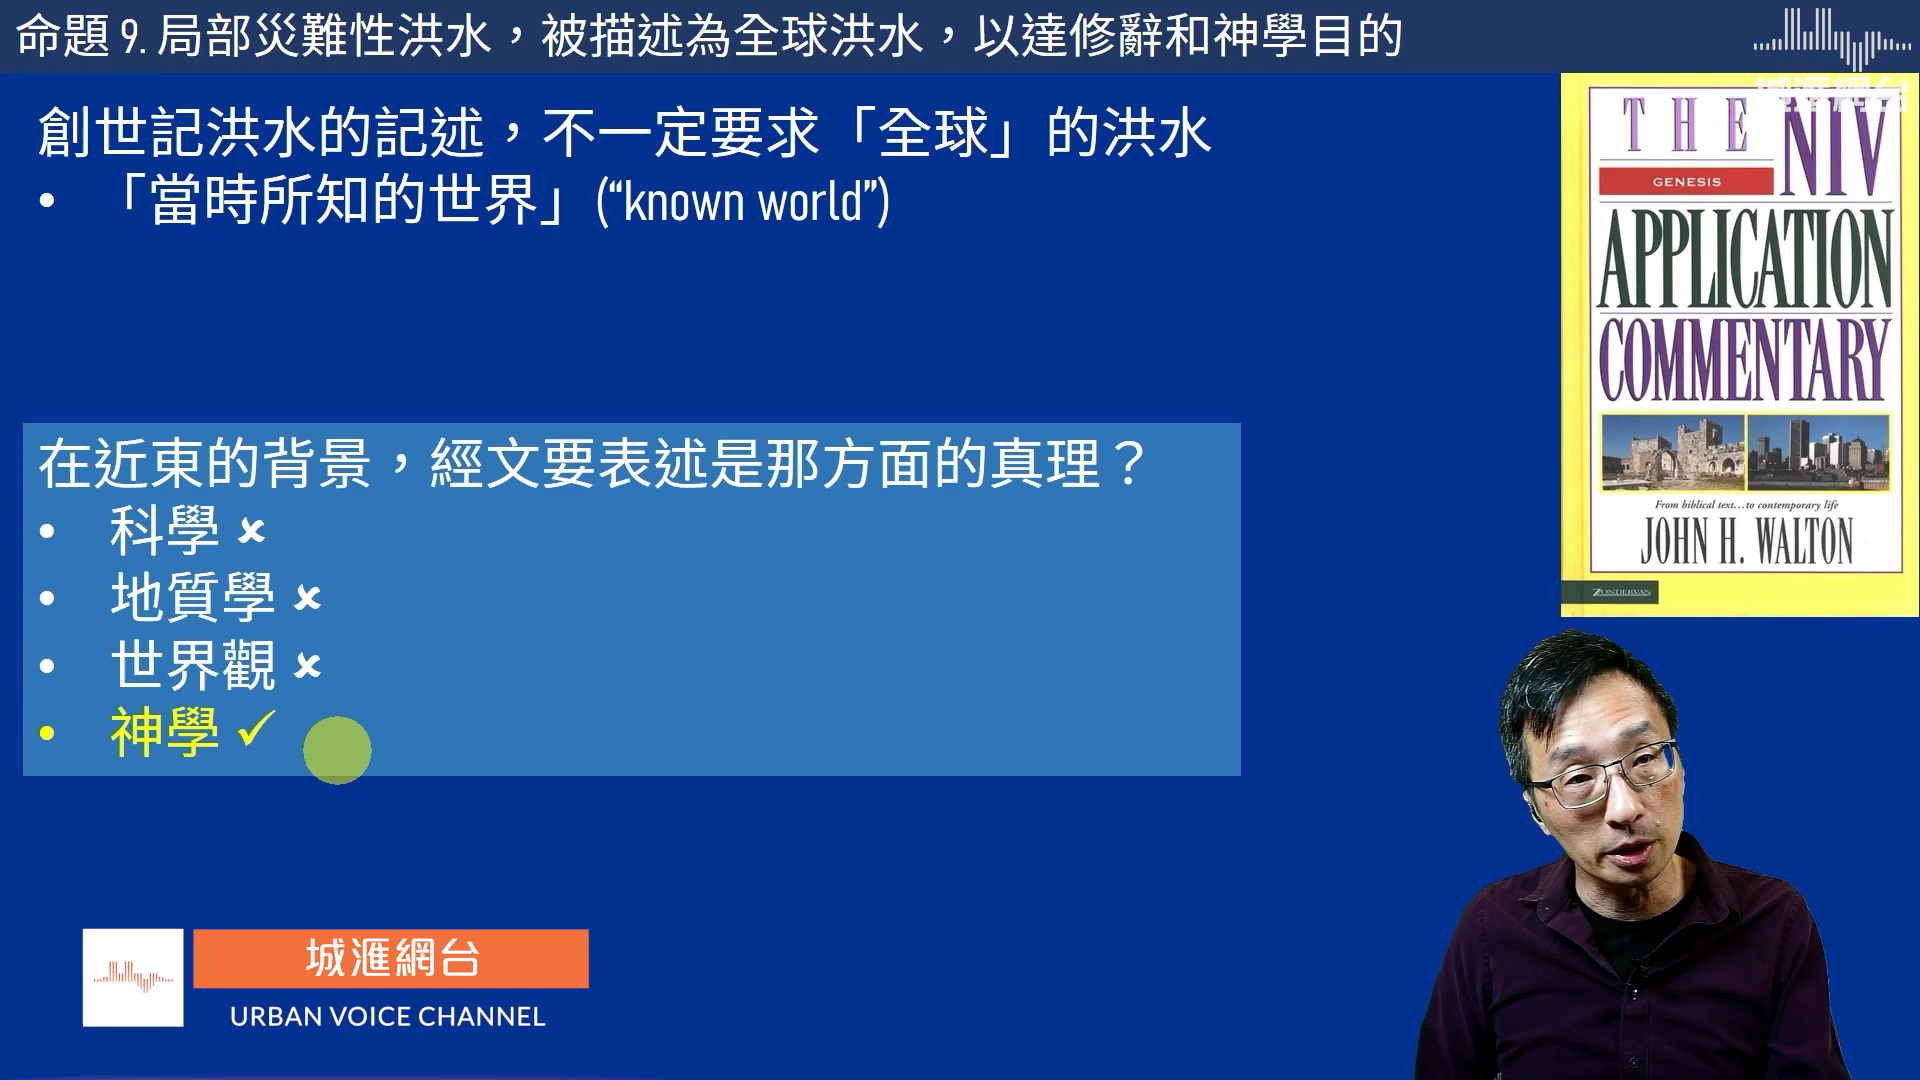 命題 9. 局部災難性洪水，被描述為全球洪水，以達修辭和神學目的
創世記洪水的記述，不一定要求「全球」的洪水
• 「當時所知的世界」(“known world”)
在近東的背景，經文要表述是那方面的真理？
• 科學 ✘
• 地質學 ✘
• 世界觀 ✘
• 神學 ✓
THE NIV
GENESIS
APPLICATION
COMMENTARY
From biblical text...to contemporary life
JOHN H. WALTON
ZONDERVAN
城滙網台
城滙網台
URBAN VOICE CHANNEL